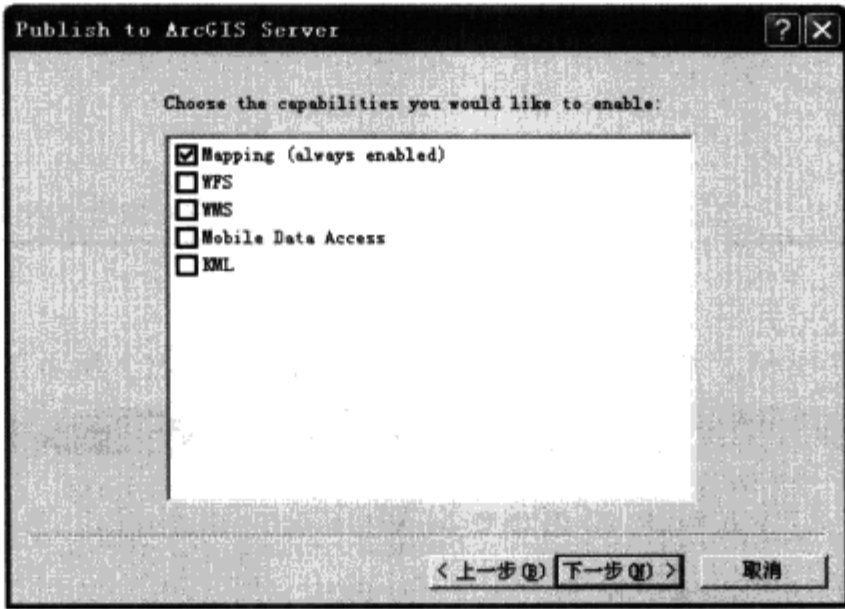 Publish to ArcGIS Server
Choose the capabilities you would like to enable:
Mapping (always enabled)
WFS
WMS
Mobile Data Access
KML
< 上一步(B)
下一步(N) >
取消